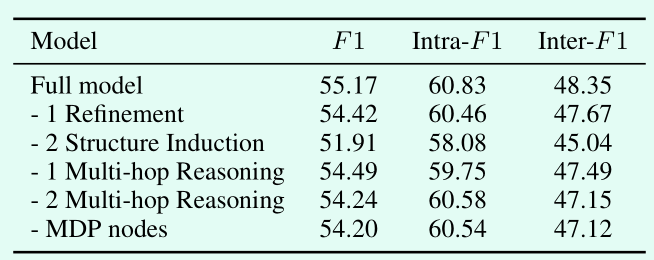 Model F1 Intra-F1 Inter-F1
Full model 55.17 60.83 48.35
- 1 Refinement 54.42 60.46 47.67
- 2 Structure Induction 51.91 58.08 45.04
- 1 Multi-hop Reasoning 54.49 59.75 47.49
- 2 Multi-hop Reasoning 54.24 60.58 47.15
- MDP nodes 54.20 60.54 47.12